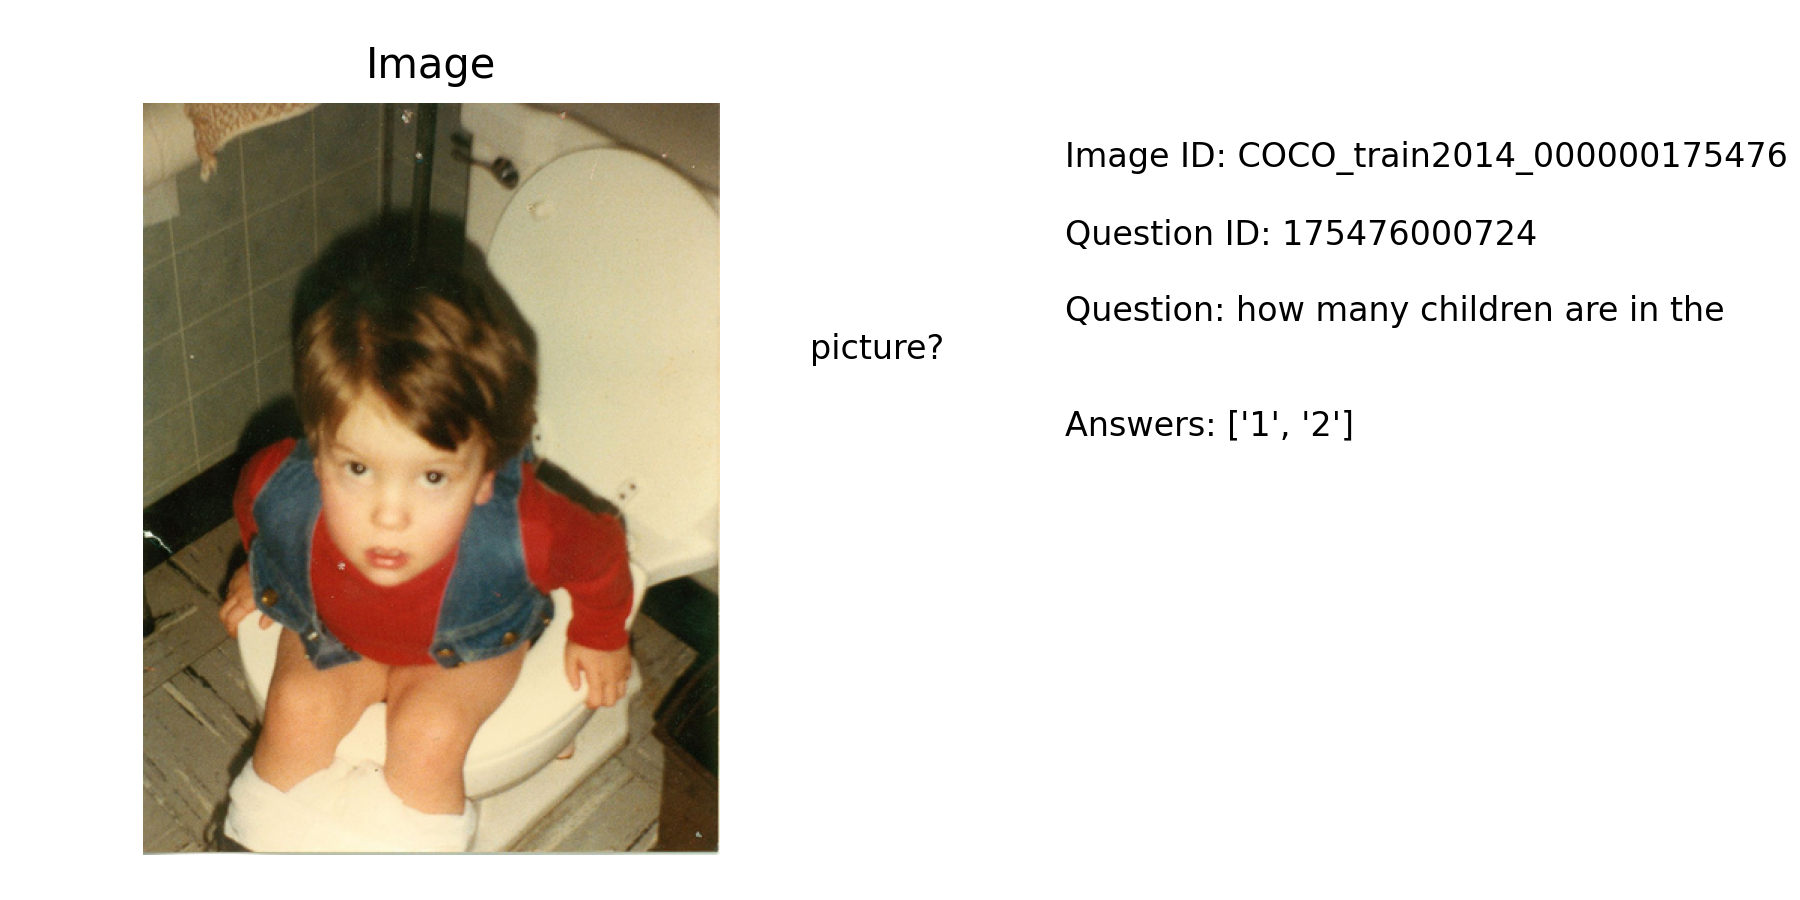 Image
Image ID: COCO_train2014_000000175476
Question ID: 175476000724
Question: how many children are in the
picture?
Answers: ['1', '2']